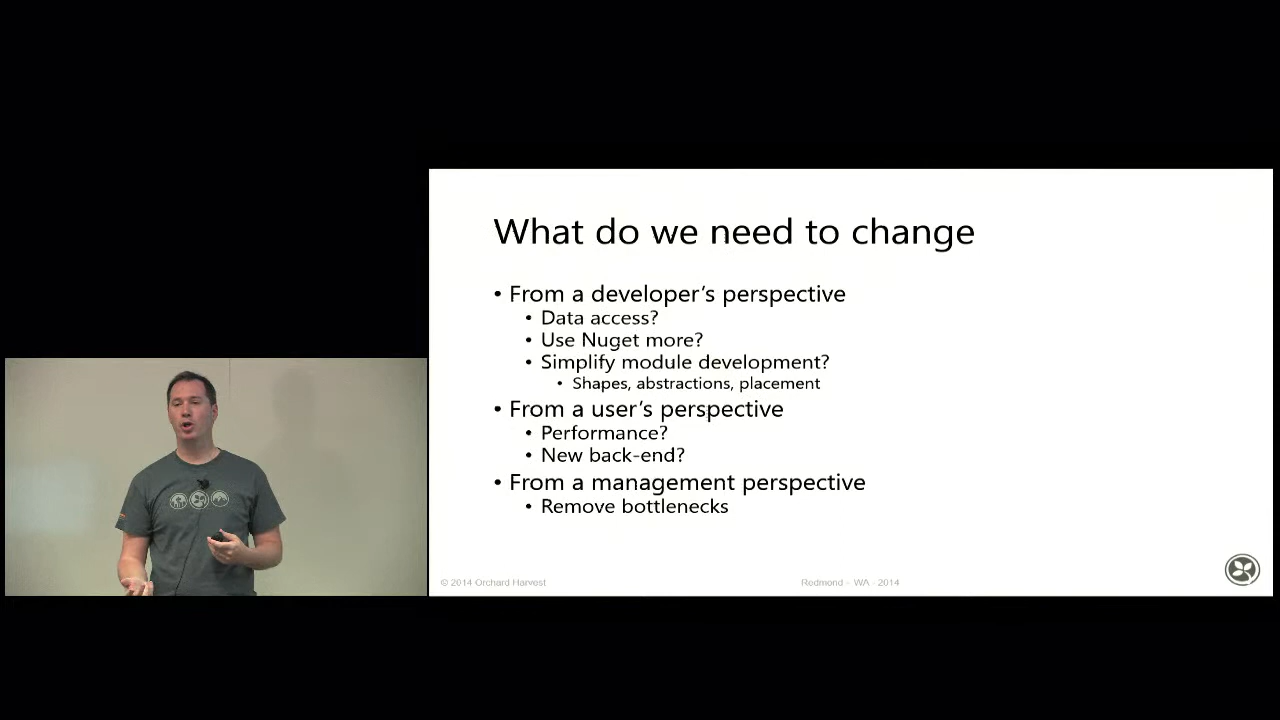 What do we need to change
• From a developer's perspective
• Data access?
• Use Nuget more?
• Simplify module development?
• Shapes, abstractions, placement
• From a user's perspective
• Performance?
• New back-end?
• From a management perspective
• Remove bottlenecks
© 2014 Orchard Harvest
Redmond - WA - 2014